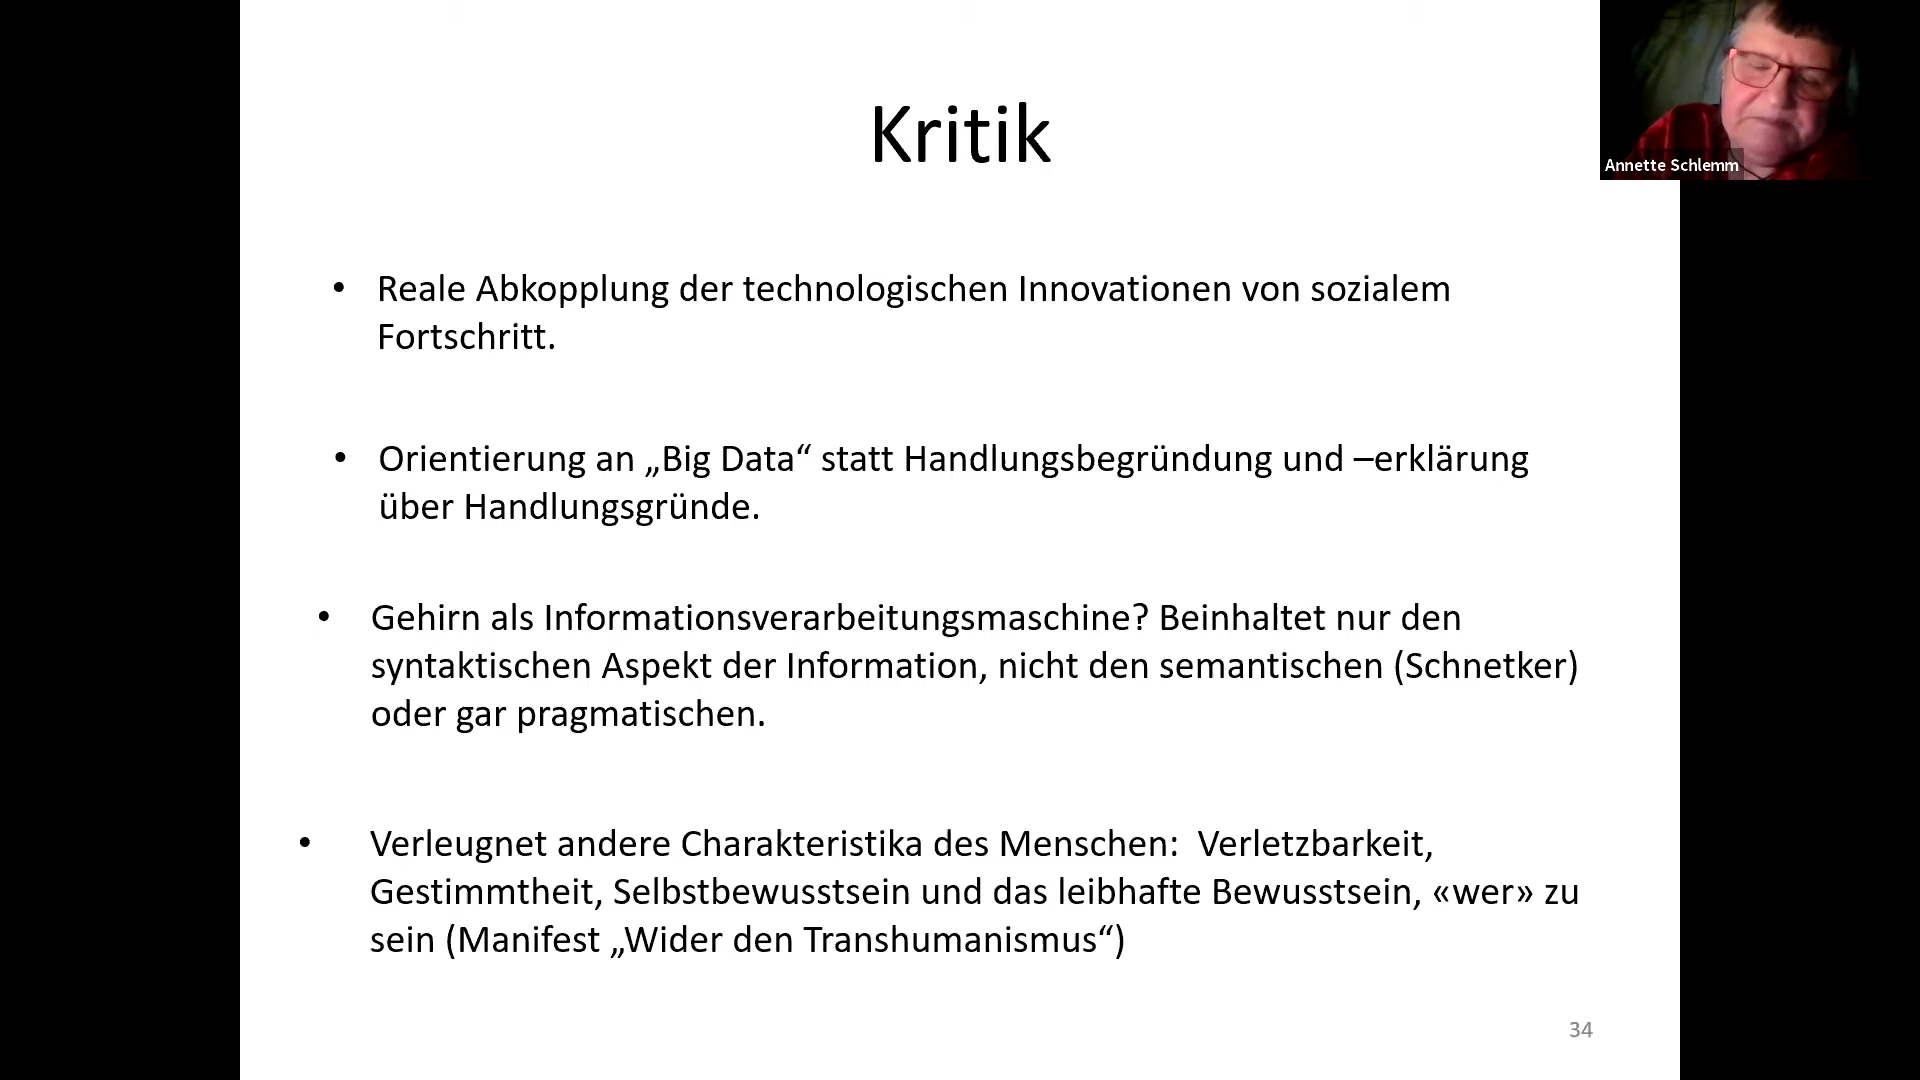 Kritik
Annette Schlemm
• Reale Abkopplung der technologischen Innovationen von sozialem
Fortschritt.
• Orientierung an „Big Data“ statt Handlungsbegründung und –erklärung
über Handlungsgründe.
• Gehirn als Informationsverarbeitungsmaschine? Beinhaltet nur den
syntaktischen Aspekt der Information, nicht den semantischen (Schnetker)
oder gar pragmatischen.
• Verleugnet andere Charakteristika des Menschen:  Verletzbarkeit,
Gestimmtheit, Selbstbewusstsein und das leibhafte Bewusstsein, «wer» zu
sein (Manifest „Wider den Transhumanismus“)
34